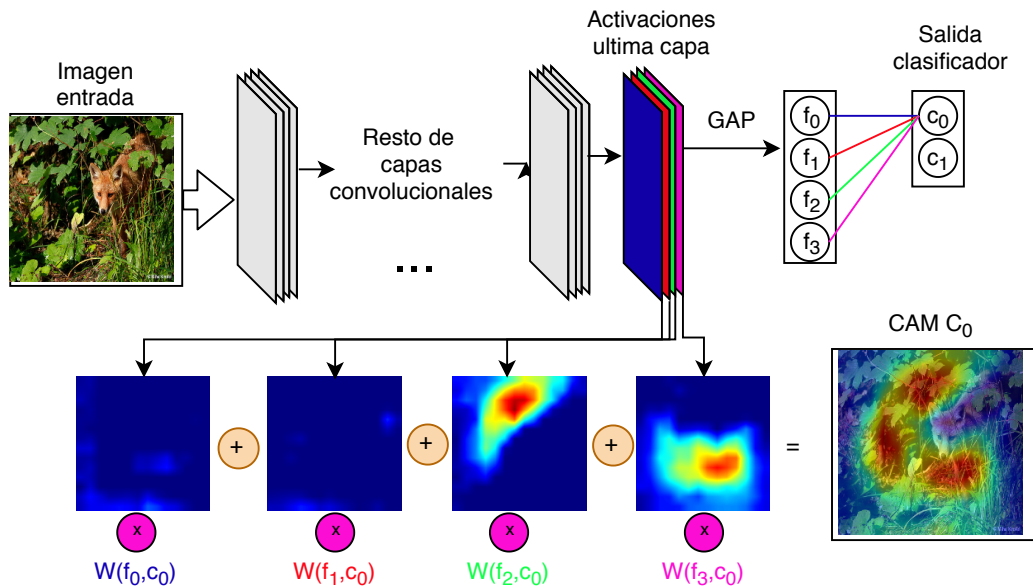 Activaciones
ultima capa
Salida
clasificador
Imagen
entrada
Resto de
capas
convolucionales
...
GAP
f0
f1
f2
f3
c0
c1
CAM C0
+
+
+
=
x
x
x
x
W(f0,c0)
W(f1,c0)
W(f2,c0)
W(f3,c0)